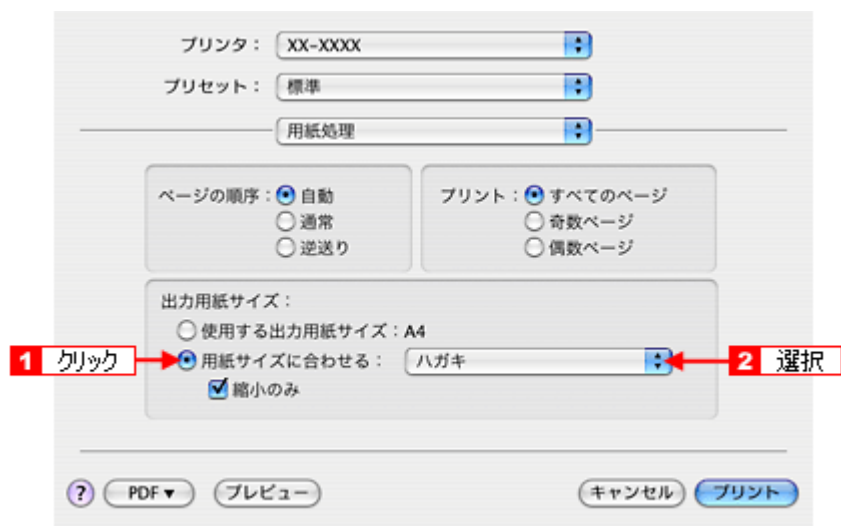 プリンタ： XX-XXXX
プリセット： 標準
用紙処理
ページの順序： 自動
通常
逆送り
プリント： すべてのページ
奇数ページ
偶数ページ
出力用紙サイズ：
使用する出力用紙サイズ：A4
1 クリック
用紙サイズに合わせる： ハガキ
2 選択
縮小のみ
? PDF▼ プレビュー キャンセル プリント